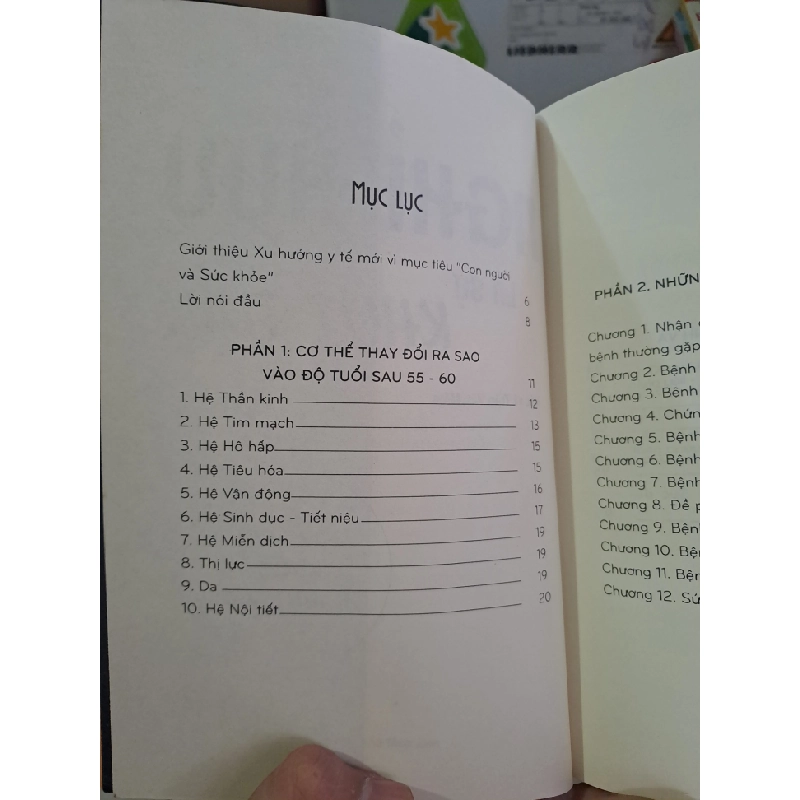 LIEBHERR
MỤC LỤC
Giới thiệu Xu hướng y tế mới vì mục tiêu "Con người
và Sức khỏe" 6
Lời nói đầu 8
PHẦN 1: CƠ THỂ THAY ĐỔI RA SAO
VÀO ĐỘ TUỔI SAU 55 - 60 11
1. Hệ Thần kinh 12
2. Hệ Tim mạch 13
3. Hệ Hô hấp 15
4. Hệ Tiêu hóa 15
5. Hệ Vận động 16
6. Hệ Sinh dục - Tiết niệu 17
7. Hệ Miễn dịch 19
8. Thị lực 19
9. Da 19
10. Hệ Nội tiết 20
PHẦN 2. NHỮN
Chương 1. Nhận
bệnh thường gặp
Chương 2. Bệnh
Chương 3. Bệnh
Chương 4. Chứn
Chương 5. Bệnh
Chương 6. Bệnh
Chương 7. Bệnh
Chương 8. Đề p
Chương 9. Bện
Chương 10. Bện
Chương 11. Bện
Chương 12. Sứ